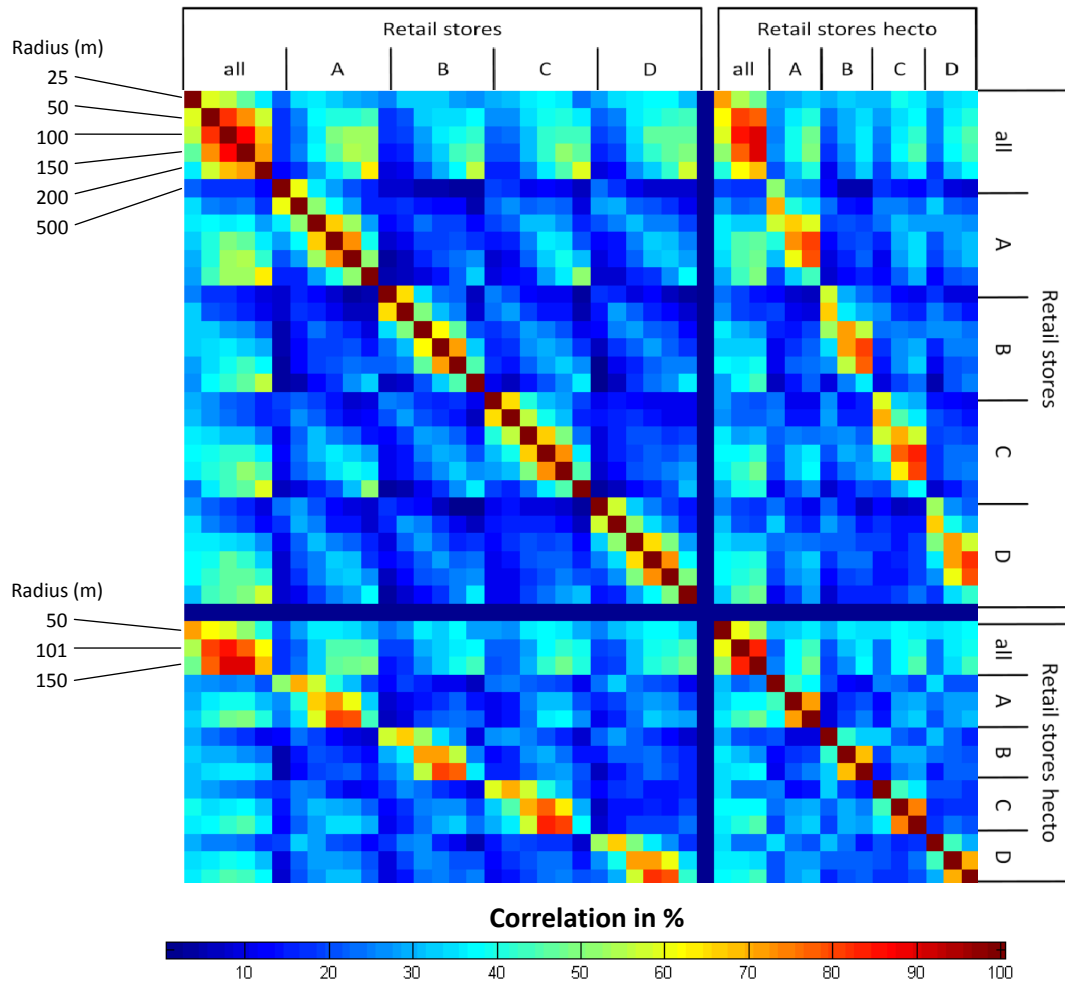 Retail stores
Retail stores hecto
Radius (m)
all
A
B
C
D
all
A
B
C
D
25
50
100
150
200
500
all
A
B
C
D
Retail stores
Radius (m)
50
101
150
all
A
B
C
D
Retail stores hecto
Correlation in %
10
20
30
40
50
60
70
80
90
100